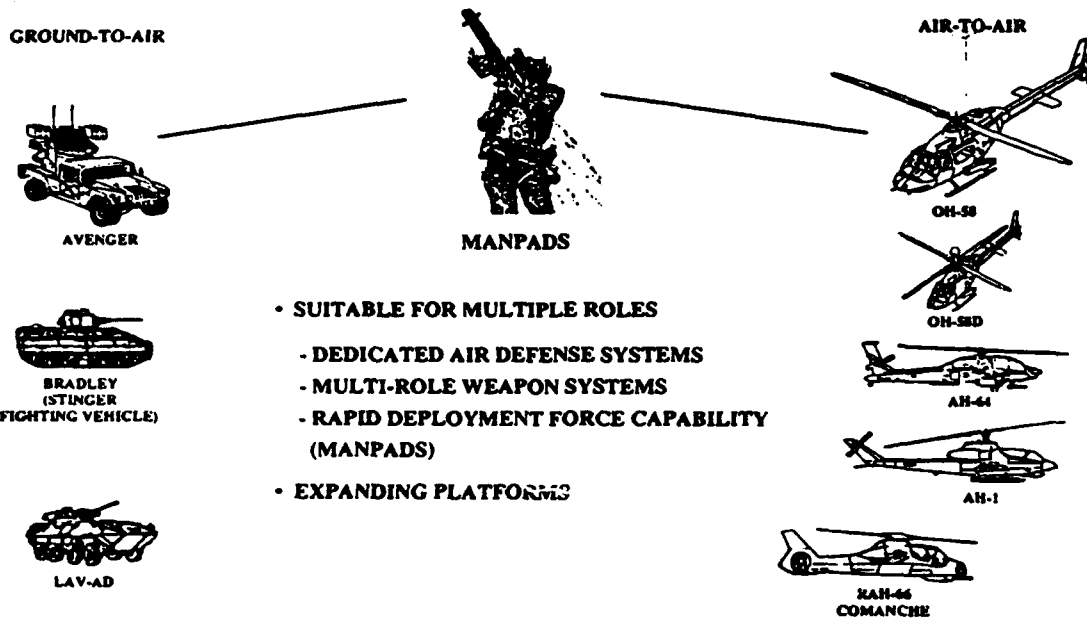 GROUND-TO-AIR
AIR-TO-AIR
AVENGER
MANPADS
OH-58
OH-58D
BRADLEY
(STINGER
FIGHTING VEHICLE)
• SUITABLE FOR MULTIPLE ROLES
- DEDICATED AIR DEFENSE SYSTEMS
- MULTI-ROLE WEAPON SYSTEMS
- RAPID DEPLOYMENT FORCE CAPABILITY
(MANPADS)
• EXPANDING PLATFORMS
AH-64
AH-1
LAV-AD
RAH-66
COMANCHE